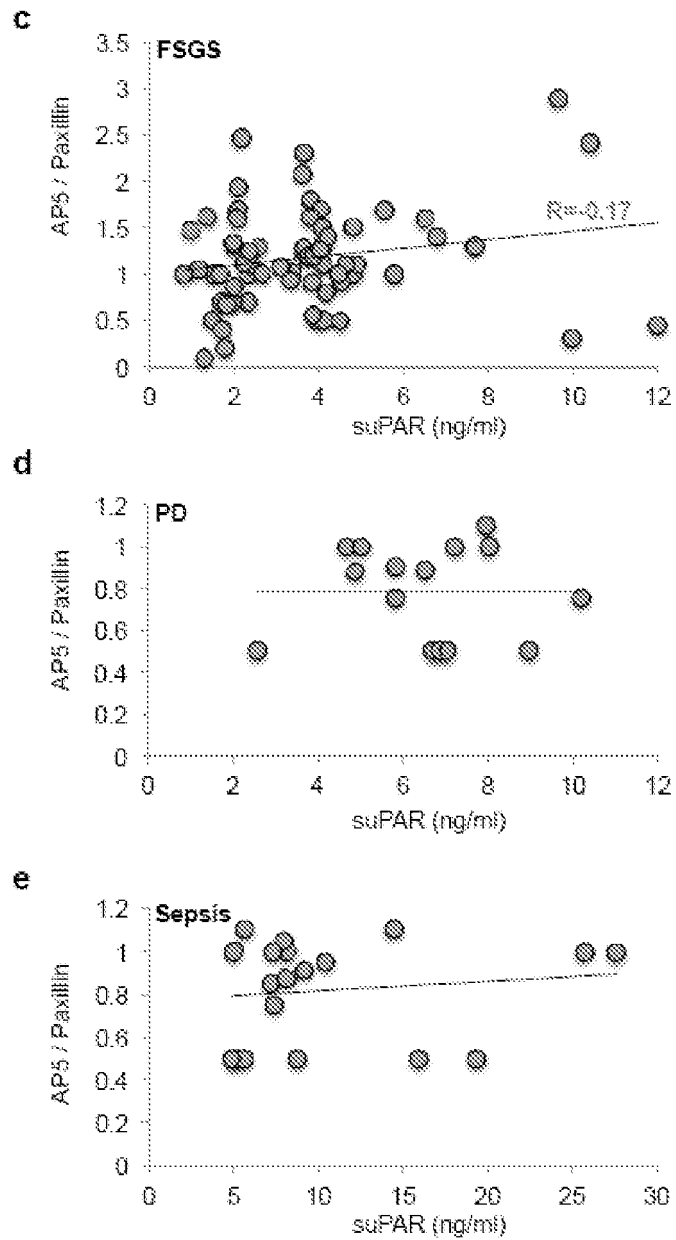 c
FSGS
3.5
3
2.5
2
1.5
1
0.5
0
AP5 / Paxillin
R=-0.17
0 2 4 6 8 10 12
suPAR (ng/ml)
d
PD
1.2
1
0.8
0.6
0.4
0.2
0
AP5 / Paxillin
0 2 4 6 8 10 12
suPAR (ng/ml)
e
Sepsis
1.2
1
0.8
0.6
0.4
0.2
0
AP5 / Paxillin
0 5 10 15 20 25 30
suPAR (ng/ml)